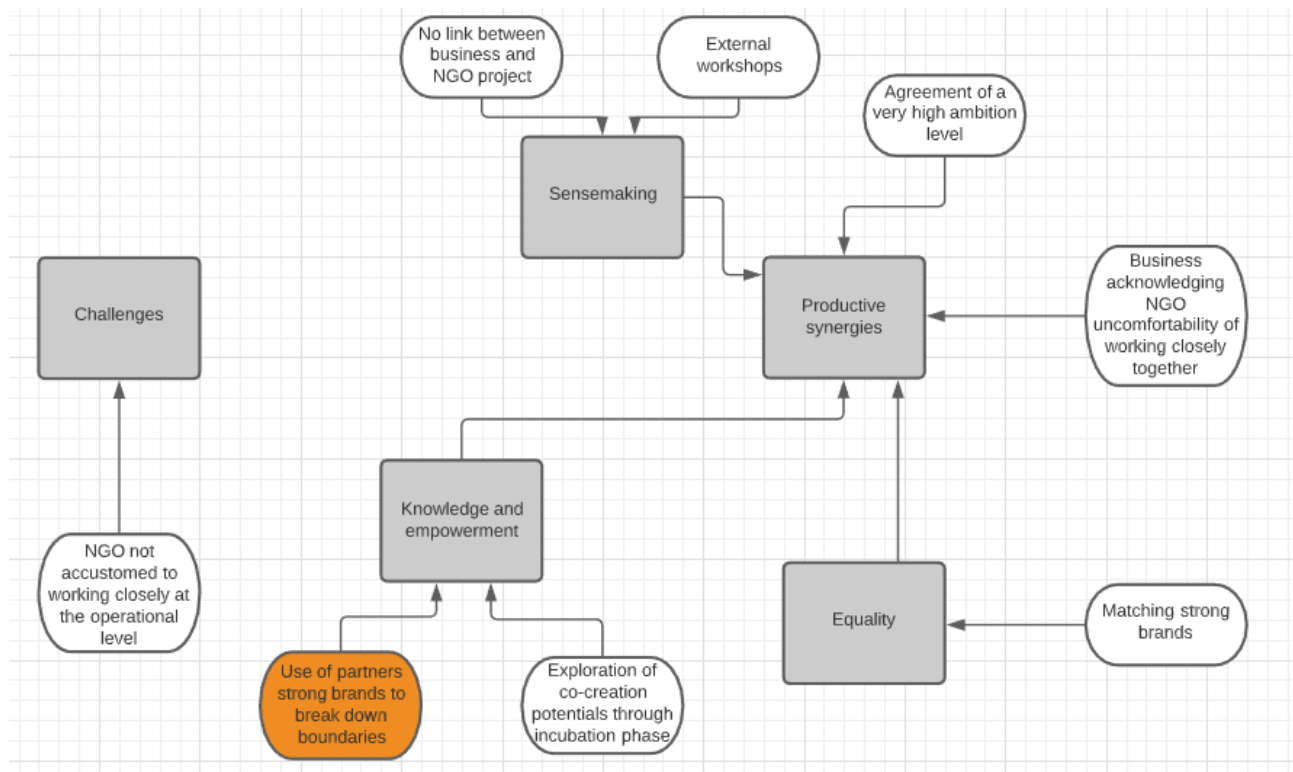 No link between
business and
NGO project
External
workshops
Agreement of a
very high ambition
level
Sensemaking
Challenges
Productive
synergies
Business
acknowledging
NGO
uncomfortability of
working closely
together
Knowledge and
empowerment
NGO not
accustomed to
working closely at
the operational
level
Equality
Matching strong
brands
Use of partners
strong brands to
break down
boundaries
Exploration of
co-creation
potentials through
incubation phase